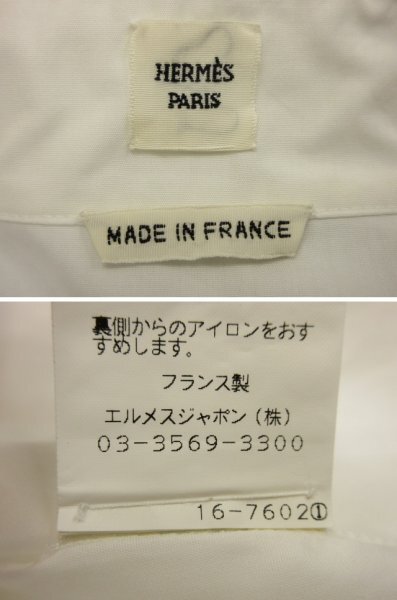 HERMÈS
PARIS
MADE IN FRANCE
裏側からのアイロンをおす
すめします。
フランス製
エルメスジャポン(株)
03-3569-3300
16-7602①